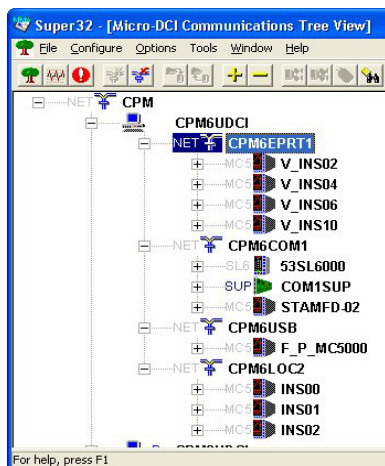 Super32 - [Micro-DCI Communications Tree View]
File Configure Options Tools Window Help
NET CPM
CPM6UDCI
NET CPM6EPRT1
MC5 V_INS02
MC5 V_INS04
MC5 V_INS06
MC5 V_INS10
NET CPM6COM1
SL6 53SL6000
SUP COM1SUP
MC5 STAMFD-02
NET CPM6USB
MC5 F_P_MC5000
NET CPM6LOC2
MC5 INS00
MC5 INS01
MC5 INS02
For help, press F1